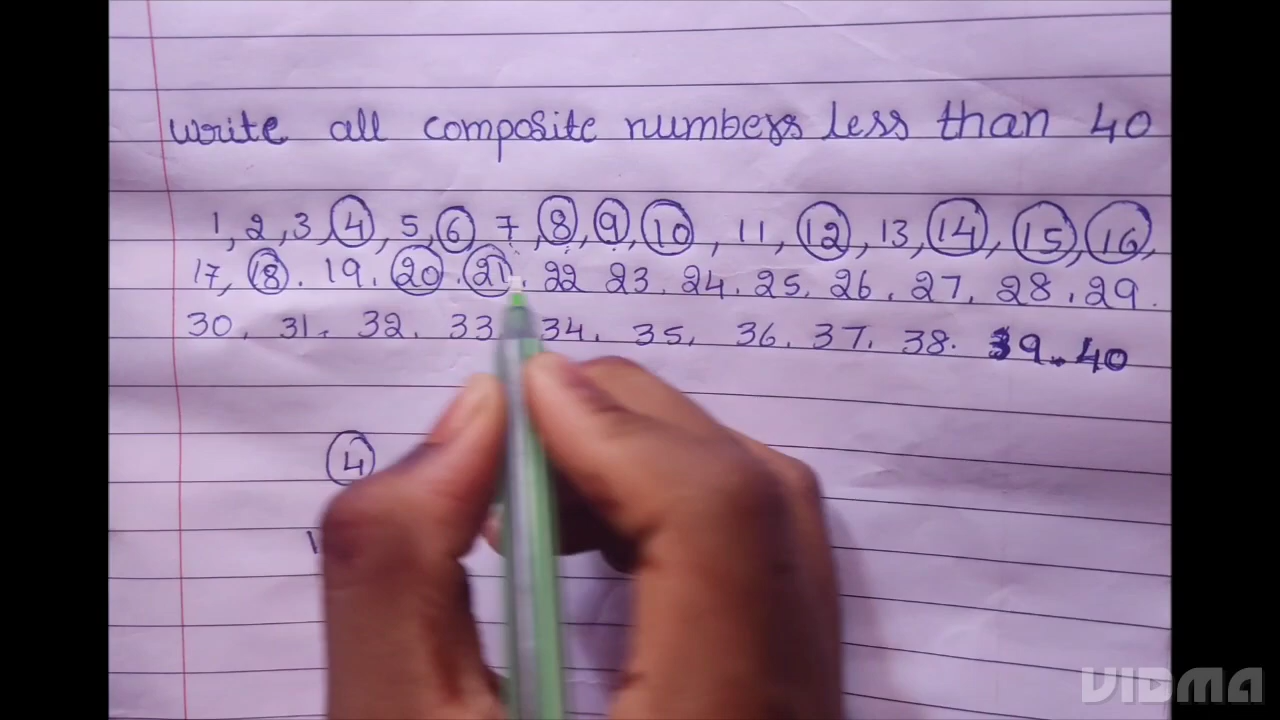 write all composite numbers less than 40
1, 2, 3, 4, 5, 6 7, 8, 9, 10, 11, 12, 13, 14, 15, 16,
17, 18. 19. 20. 21. 22 23. 24. 25. 26. 27. 28. 29.
30. 31. 32. 33. 34. 35. 36. 37. 38. 39. 40
4
1
VIDMA